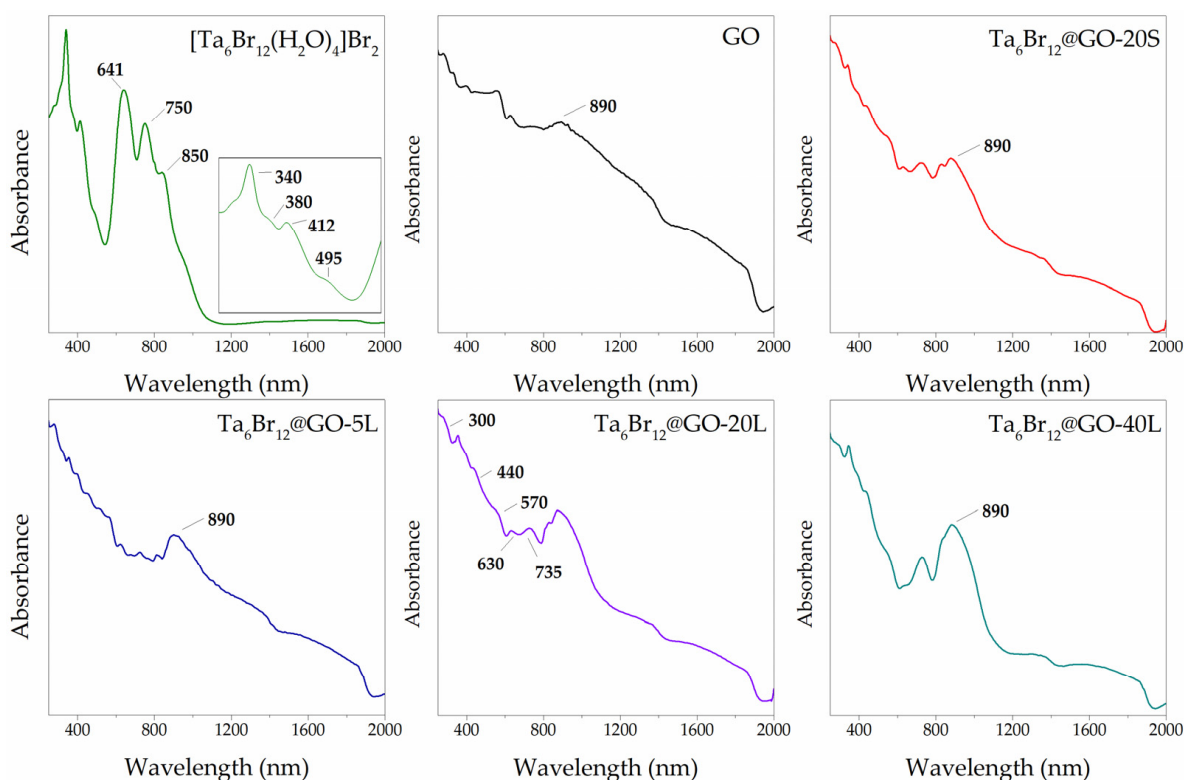 [Ta₆Br₁₂(H₂O)₄]Br₂
641
750
850
340
380
412
495
Absorbance
400 800 1200 1600 2000
Wavelength (nm)
GO
890
Absorbance
400 800 1200 1600 2000
Wavelength (nm)
Ta₆Br₁₂@GO-20S
890
Absorbance
400 800 1200 1600 2000
Wavelength (nm)
Ta₆Br₁₂@GO-5L
890
Absorbance
400 800 1200 1600 2000
Wavelength (nm)
Ta₆Br₁₂@GO-20L
300
440
570
630
735
Absorbance
400 800 1200 1600 2000
Wavelength (nm)
Ta₆Br₁₂@GO-40L
890
Absorbance
400 800 1200 1600 2000
Wavelength (nm)